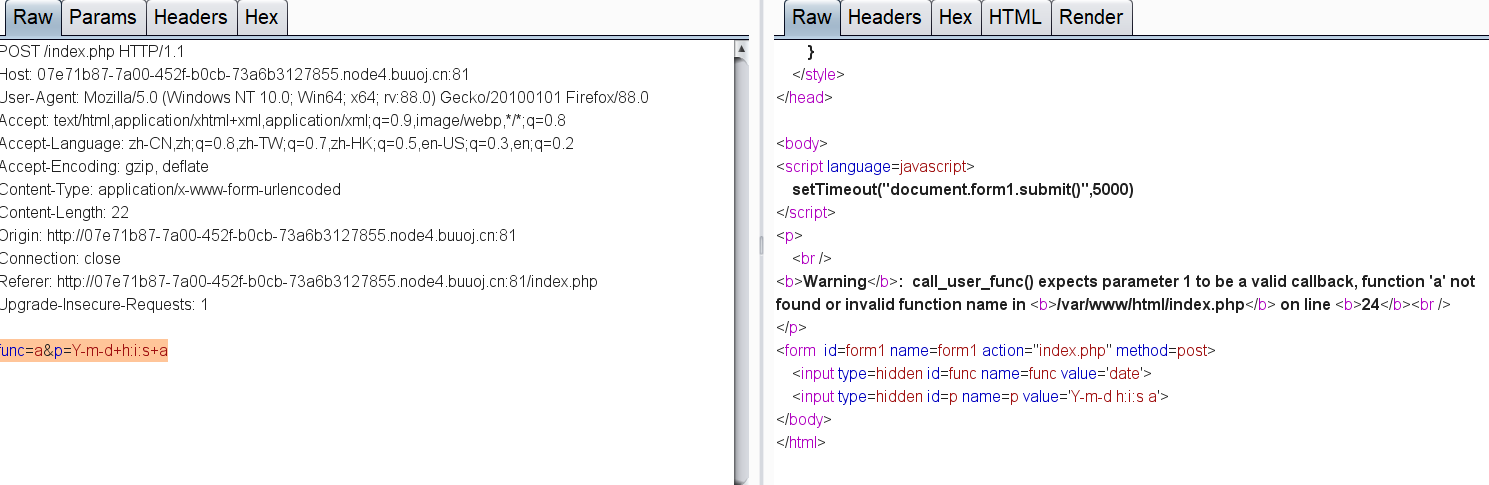 Raw Params Headers Hex
POST /index.php HTTP/1.1
Host: 07e71b87-7a00-452f-b0cb-73a6b3127855.node4.buuoj.cn:81
User-Agent: Mozilla/5.0 (Windows NT 10.0; Win64; x64; rv:88.0) Gecko/20100101 Firefox/88.0
Accept: text/html,application/xhtml+xml,application/xml;q=0.9,image/webp,*/*;q=0.8
Accept-Language: zh-CN,zh;q=0.8,zh-TW;q=0.7,zh-HK;q=0.5,en-US;q=0.3,en;q=0.2
Accept-Encoding: gzip, deflate
Content-Type: application/x-www-form-urlencoded
Content-Length: 22
Origin: http://07e71b87-7a00-452f-b0cb-73a6b3127855.node4.buuoj.cn:81
Connection: close
Referer: http://07e71b87-7a00-452f-b0cb-73a6b3127855.node4.buuoj.cn:81/index.php
Upgrade-Insecure-Requests: 1
func=a&p=Y-m-d+h:i:s+a
Raw Headers Hex HTML Render
}
</style>
</head>
<body>
<script language=javascript>
setTimeout("document.form1.submit()",5000)
</script>
<p>
<br />
<b>Warning</b>:  call_user_func() expects parameter 1 to be a valid callback, function 'a' not
found or invalid function name in <b>/var/www/html/index.php</b> on line <b>24</b><br />
</p>
<form  id=form1 name=form1 action="index.php" method=post>
<input type=hidden id=func name=func value='date'>
<input type=hidden id=p name=p value='Y-m-d h:i:s a'>
</body>
</html>